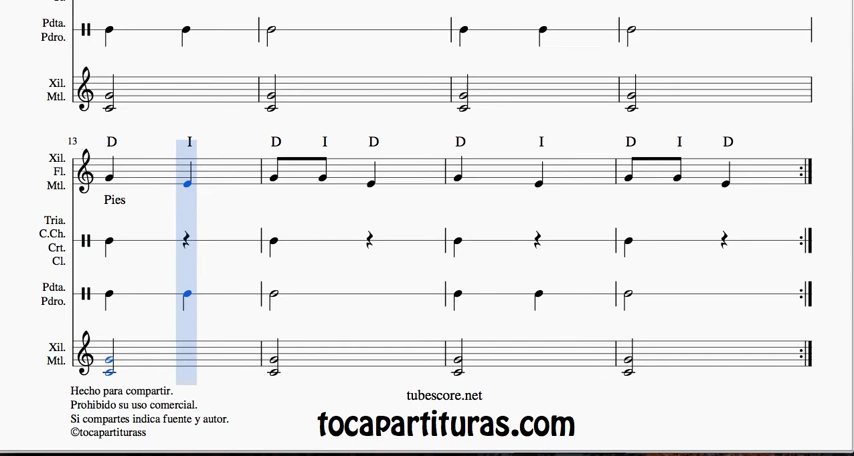 Pdta.
Pdro.
Xil.
Mtl.
13
D I D I D D I D I D
Xil.
Fl.
Mtl.
Pies
Tria.
C.Ch.
Crt.
Cl.
Pdta.
Pdro.
Xil.
Mtl.
Hecho para compartir.
Prohibido su uso comercial.
Si compartes indica fuente y autor.
©tocapartiturass
tubescore.net
tocapartituras.com